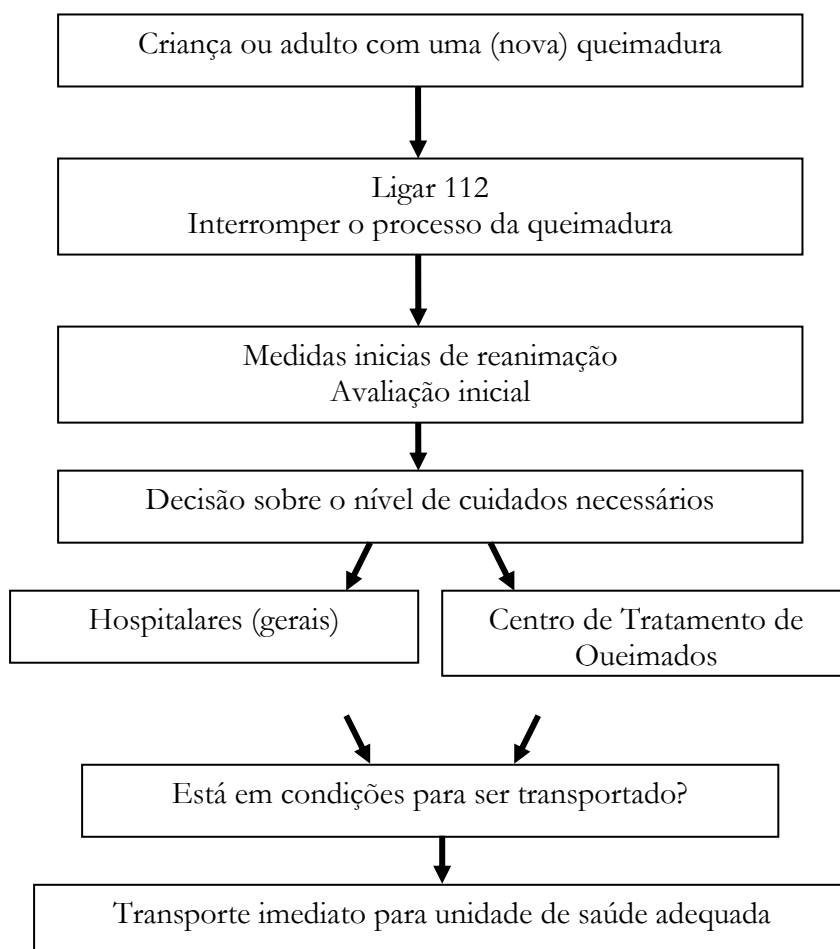 Criança ou adulto com uma (nova) queimadura
Ligar 112
Interromper o processo da queimadura
Medidas inicias de reanimação
Avaliação inicial
Decisão sobre o nível de cuidados necessários
Hospitalares (gerais)
Centro de Tratamento de
Queimados
Está em condições para ser transportado?
Transporte imediato para unidade de saúde adequada